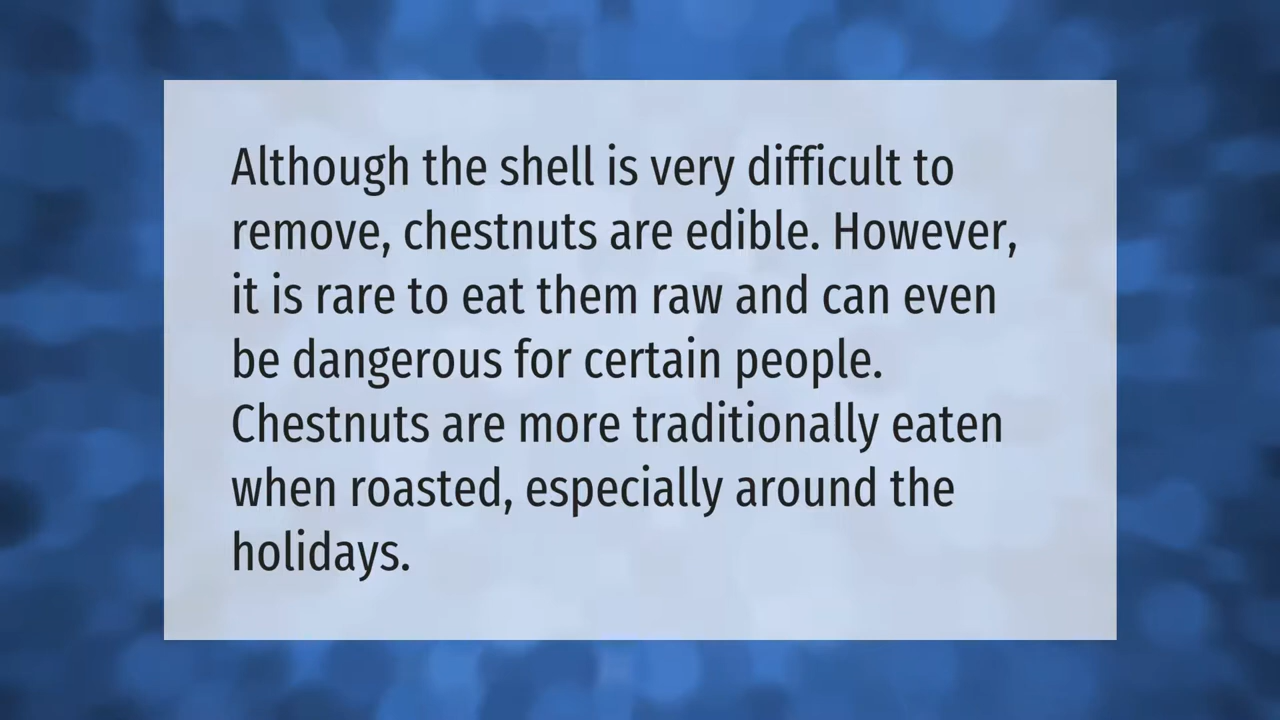 Although the shell is very difficult to
remove, chestnuts are edible. However,
it is rare to eat them raw and can even
be dangerous for certain people.
Chestnuts are more traditionally eaten
when roasted, especially around the
holidays.